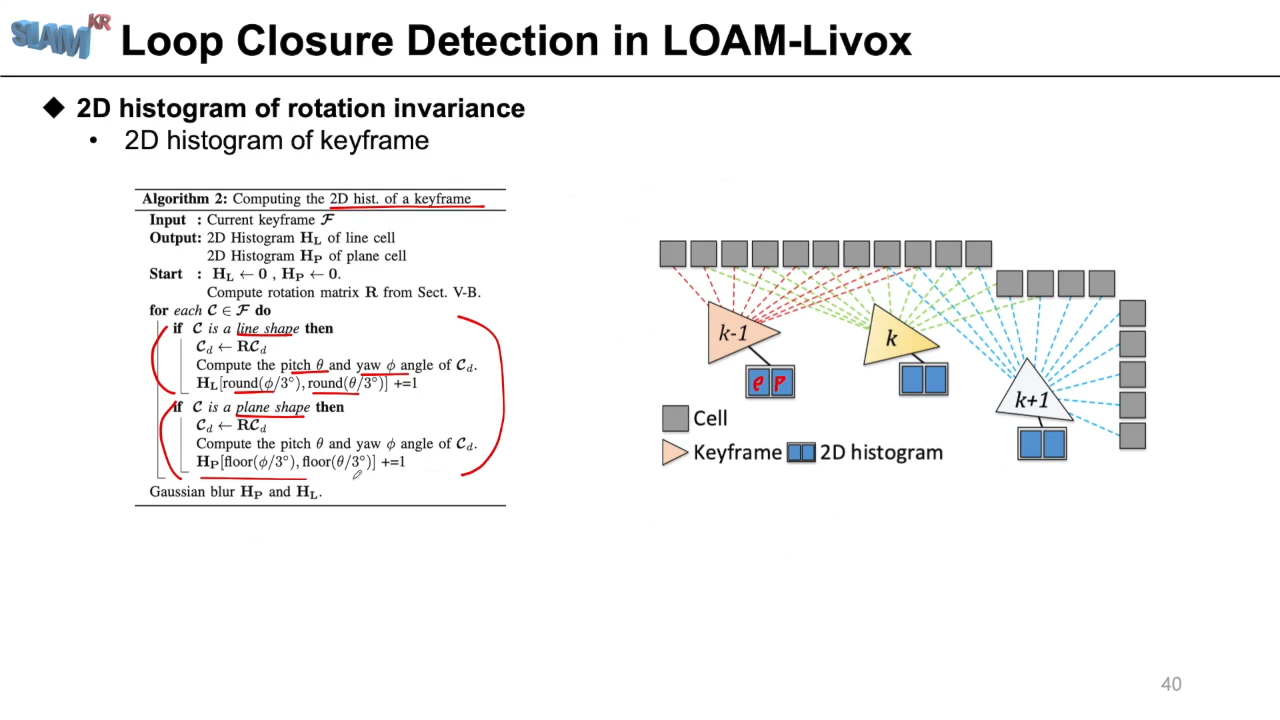 SLAM KR
Loop Closure Detection in LOAM-Livox
◆ 2D histogram of rotation invariance
• 2D histogram of keyframe
Algorithm 2: Computing the 2D hist. of a keyframe
Input : Current keyframe 𝓕
Output: 2D Histogram H_L of line cell
2D Histogram H_P of plane cell
Start : H_L ← 0 , H_P ← 0.
Compute rotation matrix R from Sect. V-B.
for each 𝓒 ∈ 𝓕 do
if 𝓒 is a line shape then
𝓒_d ← R𝓒_d
Compute the pitch θ and yaw ϕ angle of 𝓒_d.
H_L[round(ϕ/3°), round(θ/3°)] +=1
if 𝓒 is a plane shape then
𝓒_d ← R𝓒_d
Compute the pitch θ and yaw ϕ angle of 𝓒_d.
H_P[floor(ϕ/3°), floor(θ/3°)] +=1
Gaussian blur H_P and H_L.
k-1
k
k+1
ℓ P
Cell
Keyframe 2D histogram
40